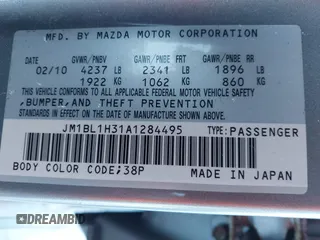 MFD. BY MAZDA MOTOR CORPORATION
GVWR/PNBV GAWR/PNBE FRT GAWR/PNBE RR
02/10 4237 LB 2341 LB 1896 LB
1922 KG 1062 KG 860 KG
THIS VEHICLE CONFORMS TO ALL APPLICABLE FEDERAL MOTOR VEHICLE SAFETY
,BUMPER,AND THEFT PREVENTION
STANDARDS IN EFFECT ON THE DATE OF MANUFACTURE SHOWN ABOVE.
JM1BL1H31A1284495 TYPE:PASSENGER
BODY COLOR CODE;38P
MADE IN JAPAN
DREAMBID